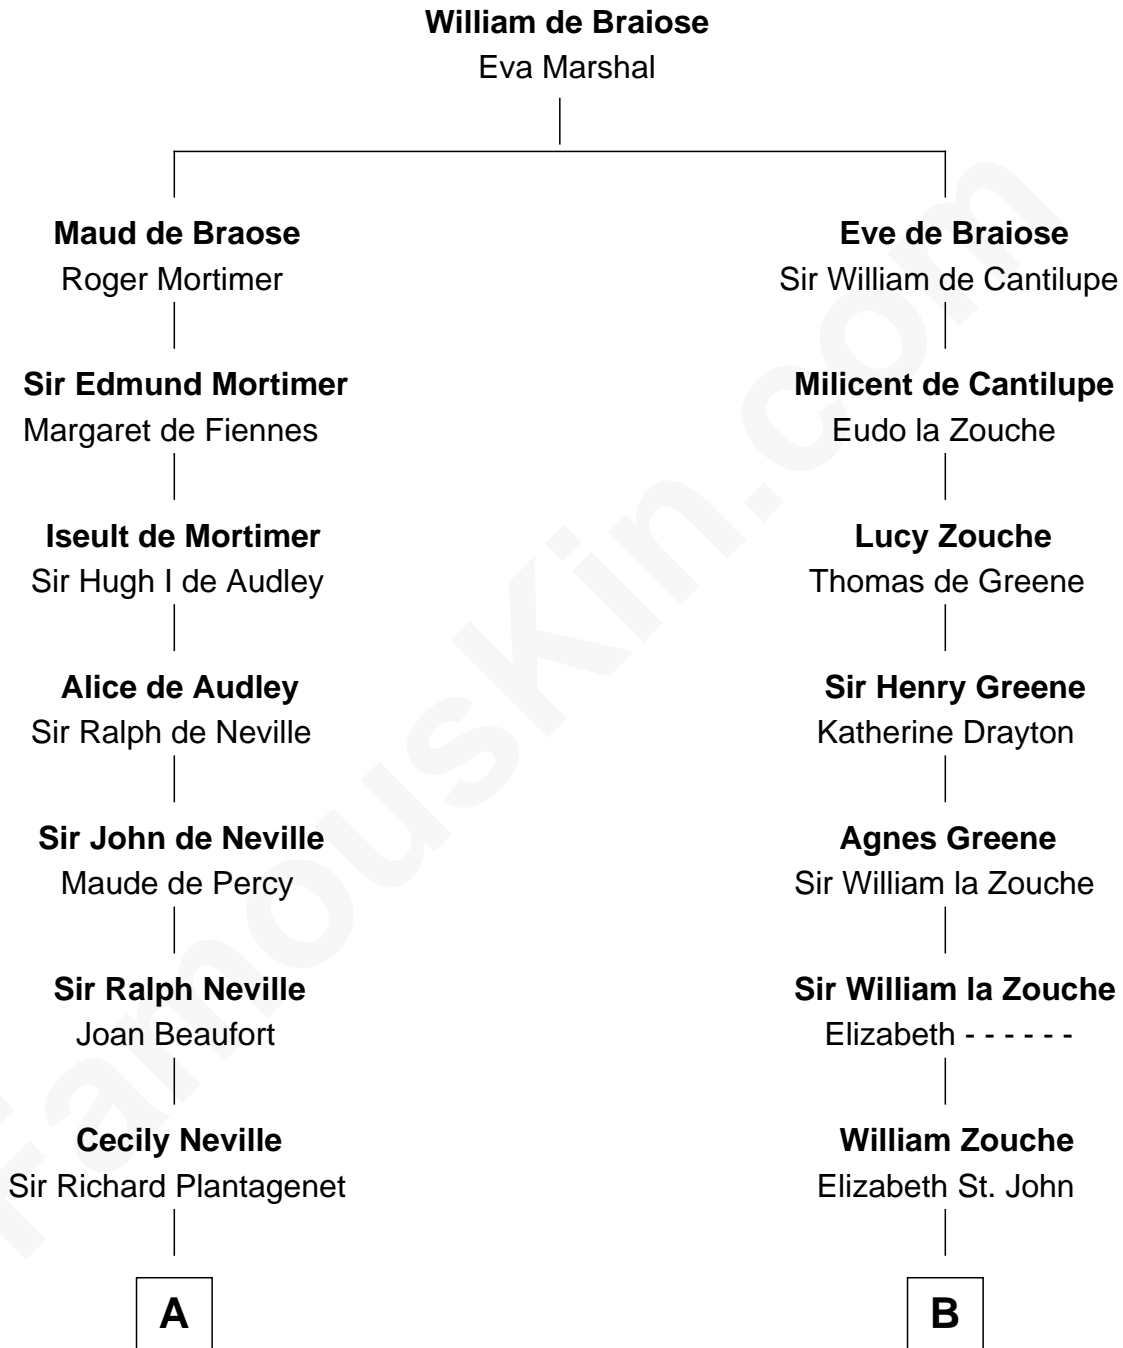 William de Braiose
Eva Marshal
Maud de Braose
Roger Mortimer
Eve de Braiose
Sir William de Cantilupe
Sir Edmund Mortimer
Margaret de Fiennes
Milicent de Cantilupe
Eudo la Zouche
Iseult de Mortimer
Sir Hugh I de Audley
Lucy Zouche
Thomas de Greene
Alice de Audley
Sir Ralph de Neville
Sir Henry Greene
Katherine Drayton
Sir John de Neville
Maude de Percy
Agnes Greene
Sir William la Zouche
Sir Ralph Neville
Joan Beaufort
Sir William la Zouche
Elizabeth - - - - - -
Cecily Neville
Sir Richard Plantagenet
William Zouche
Elizabeth St. John
A
B
FamousKin.com